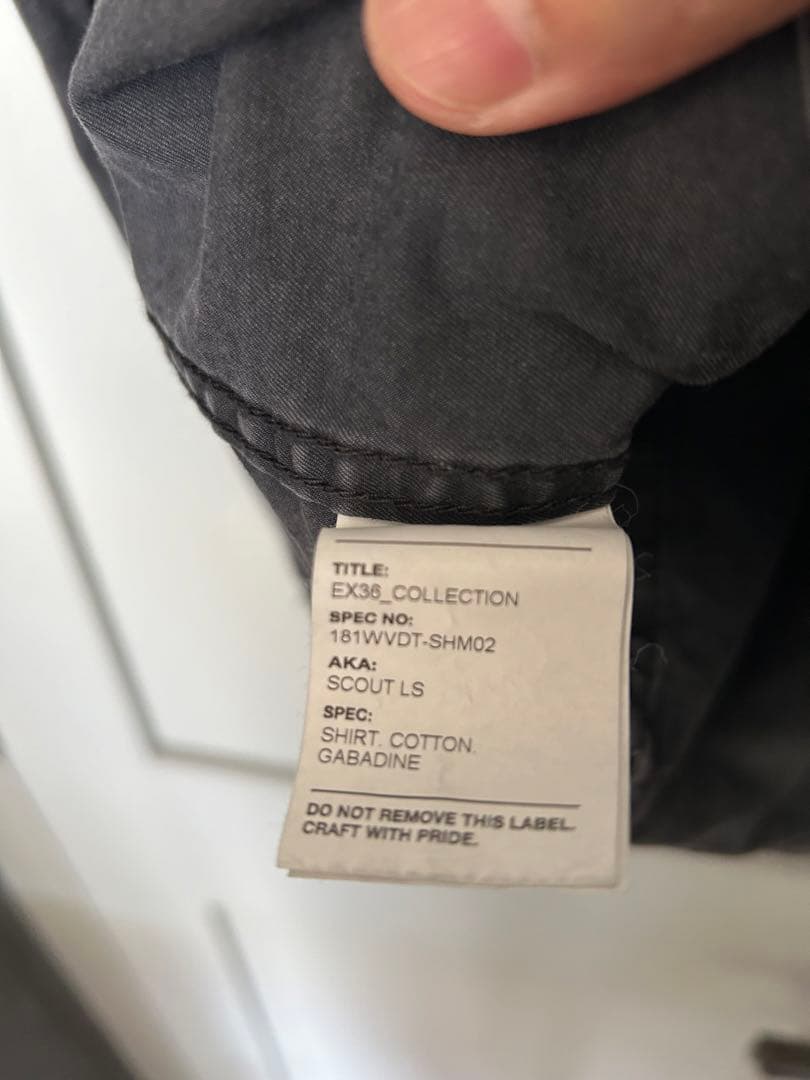 TITLE:
EX36_COLLECTION
SPEC NO:
181WVDT-SHM02
AKA:
SCOUT LS
SPEC:
SHIRT. COTTON.
GABADINE
DO NOT REMOVE THIS LABEL.
CRAFT WITH PRIDE.